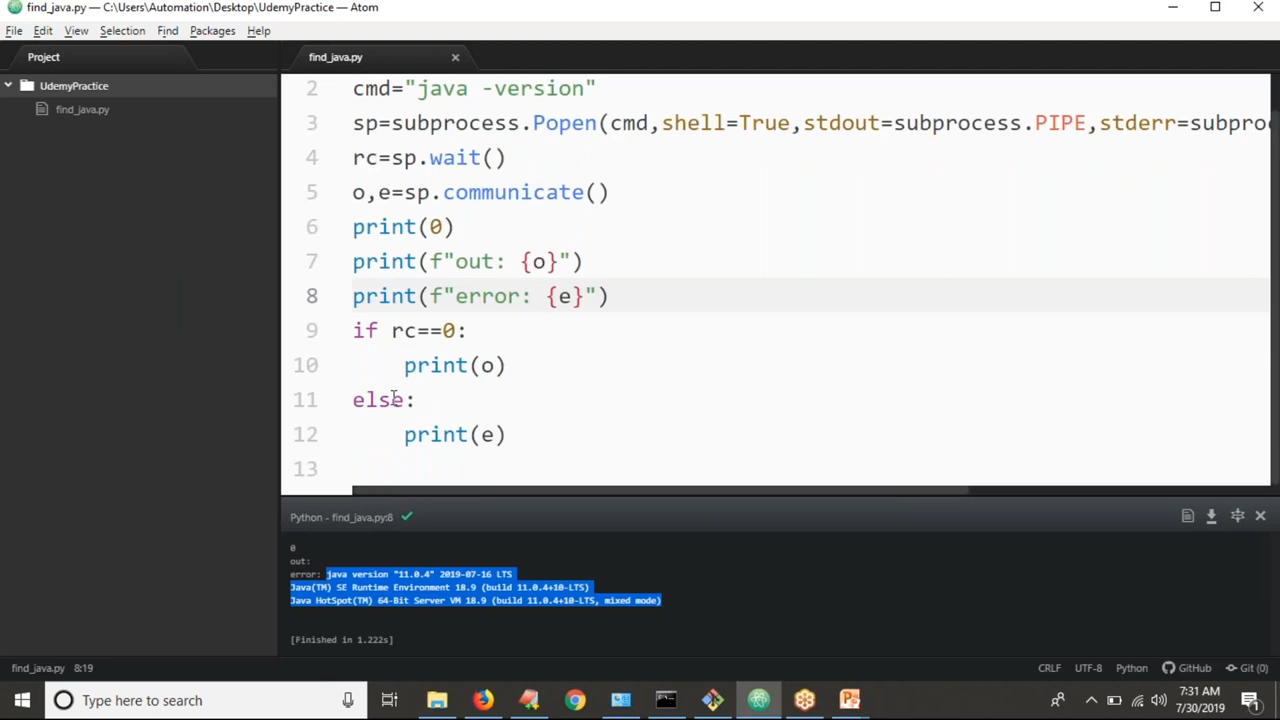 find_java.py — C:\Users\Automation\Desktop\UdemyPractice — Atom
File Edit View Selection Find Packages Help
Project
find_java.py
UdemyPractice
find_java.py
2 cmd="java -version"
3 sp=subprocess.Popen(cmd,shell=True,stdout=subprocess.PIPE,stderr=subpro
4 rc=sp.wait()
5 o,e=sp.communicate()
6 print(0)
7 print(f"out: {o}")
8 print(f"error: {e}")
9 if rc==0:
10 print(o)
11 else:
12 print(e)
13
Python - find_java.py:8
0
out:
error: java version "11.0.4" 2019-07-16 LTS
Java(TM) SE Runtime Environment 18.9 (build 11.0.4+10-LTS)
Java HotSpot(TM) 64-Bit Server VM 18.9 (build 11.0.4+10-LTS, mixed mode)
[Finished in 1.222s]
find_java.py 8:19 CRLF UTF-8 Python GitHub Git (0)
Type here to search
7:31 AM
7/30/2019